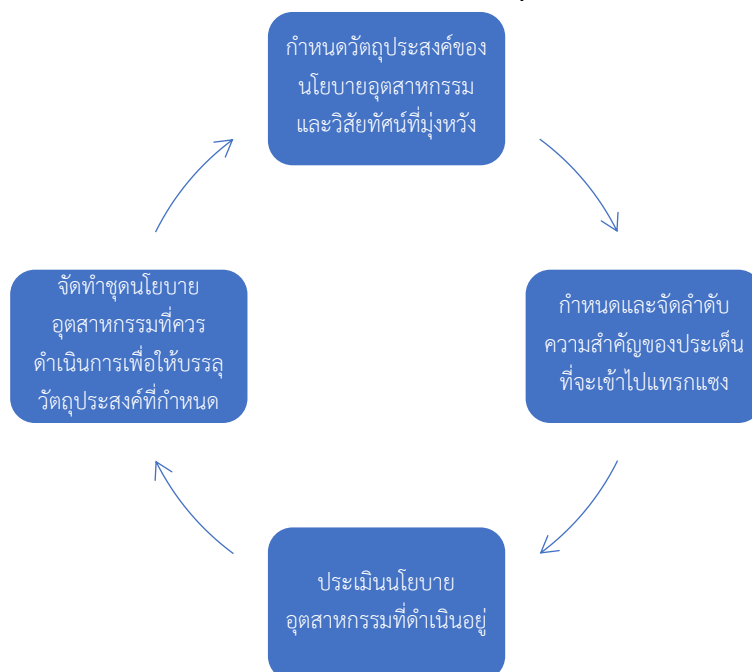 กำหนดวัตถุประสงค์ของ
นโยบายอุตสาหกรรม
และวิสัยทัศน์ที่มุ่งหวัง
กำหนดและจัดลำดับ
ความสำคัญของประเด็น
ที่จะเข้าไปแทรกแซง
ประเมินนโยบาย
อุตสาหกรรมที่ดำเนินอยู่
จัดทำชุดนโยบาย
อุตสาหกรรมที่ควร
ดำเนินการเพื่อให้บรรลุ
วัตถุประสงค์ที่กำหนด